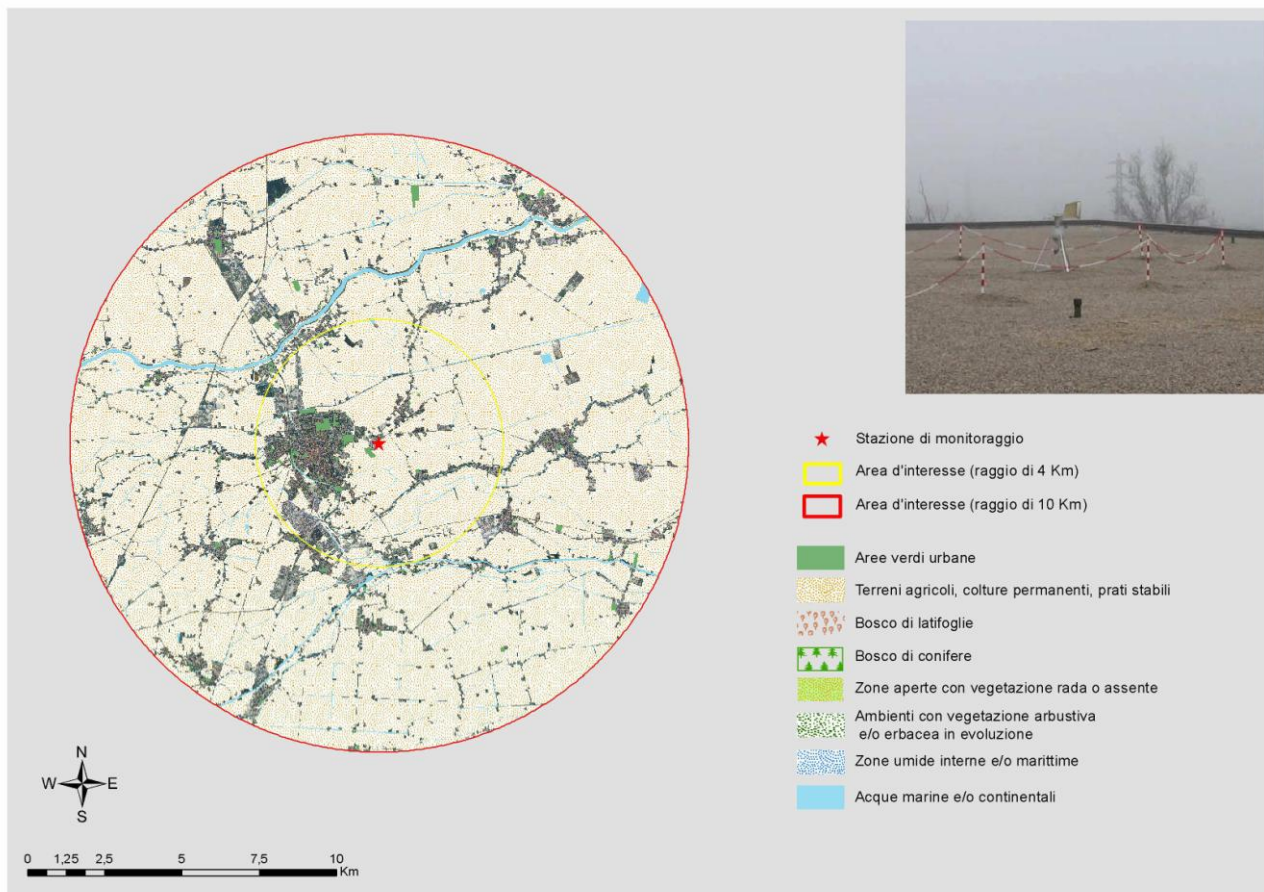 Stazione di monitoraggio
Area d'interesse (raggio di 4 Km)
Area d'interesse (raggio di 10 Km)
Aree verdi urbane
Terreni agricoli, colture permanenti, prati stabili
Bosco di latifoglie
Bosco di conifere
Zone aperte con vegetazione rada o assente
Ambienti con vegetazione arbustiva
e/o erbacea in evoluzione
Zone umide interne e/o marittime
Acque marine e/o continentali
N
W E
S
0 1,25 2,5 5 7,5 10
Km